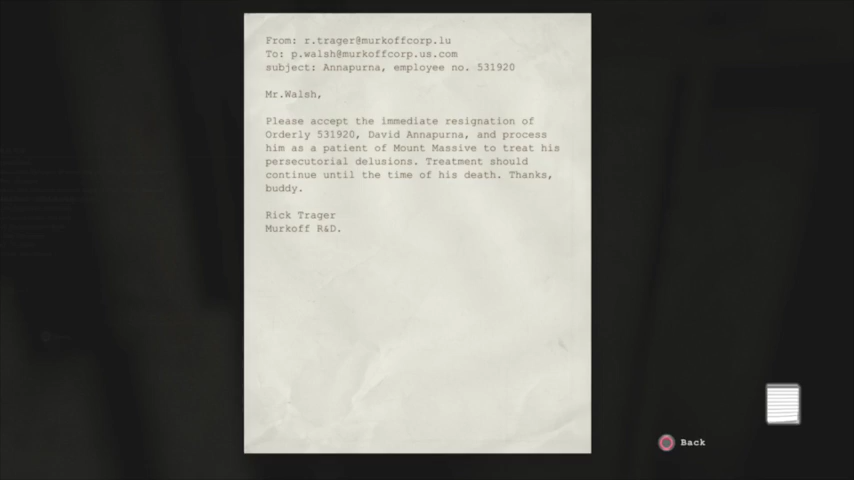 From: r.trager@murkoffcorp.lu
To: p.walsh@murkoffcorp.us.com
subject: Annapurna, employee no. 531920
Mr.Walsh,
Please accept the immediate resignation of
Orderly 531920, David Annapurna, and process
him as a patient of Mount Massive to treat his
persecutorial delusions. Treatment should
continue until the time of his death. Thanks,
buddy.
Rick Trager
Murkoff R&D.
Back